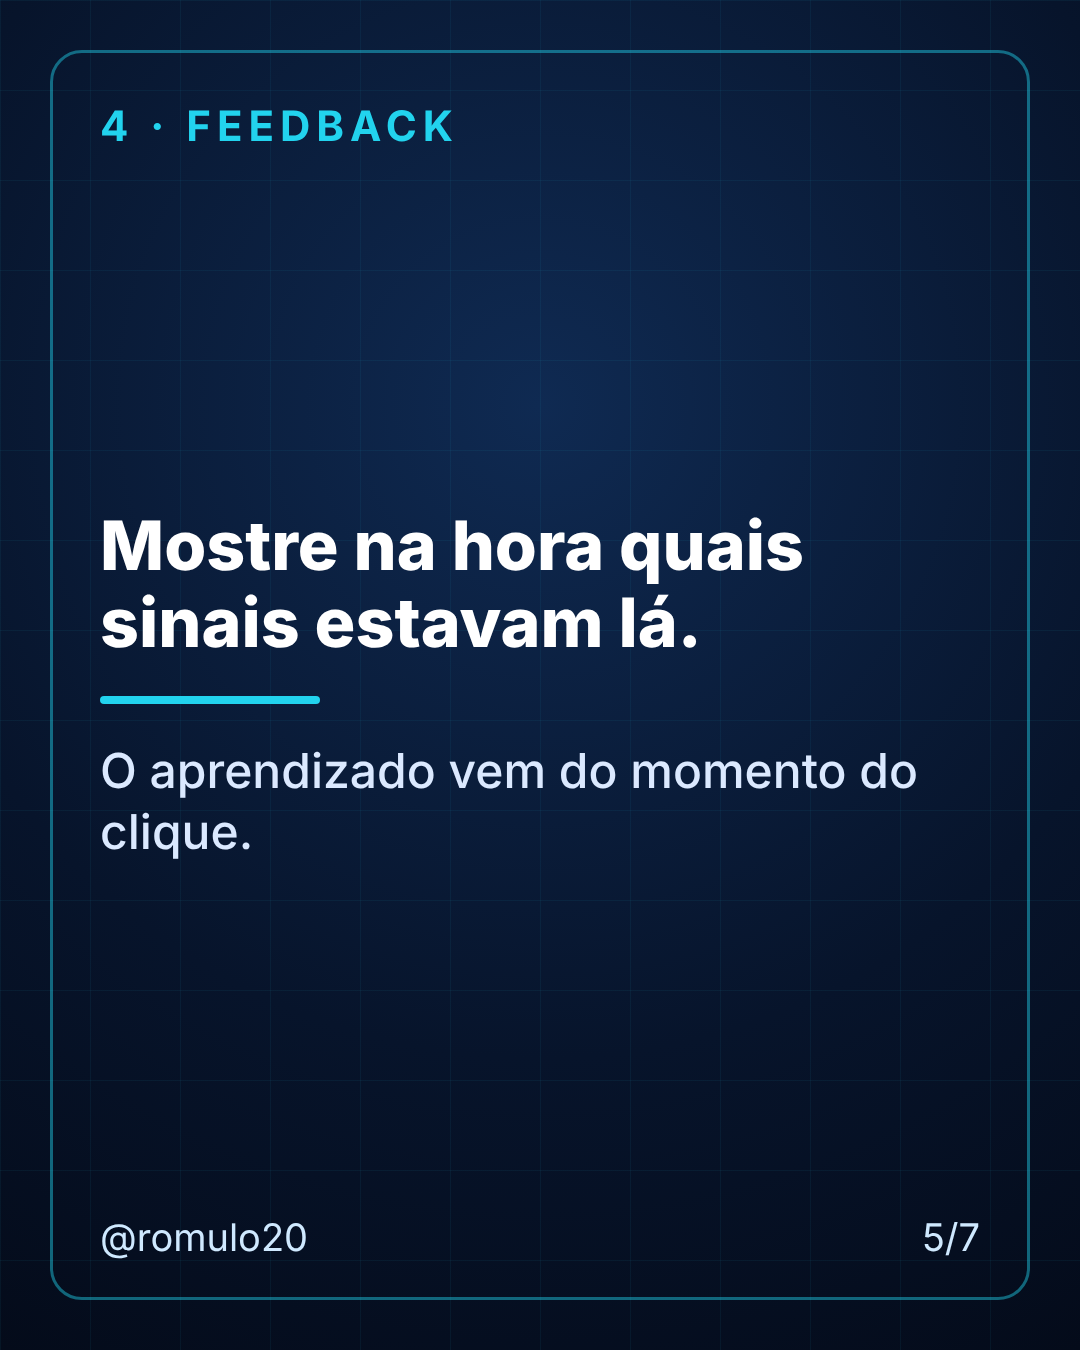 4 · FEEDBACK
Mostre na hora quais
sinais estavam lá.
O aprendizado vem do momento do
clique.
@romulo20
5/7